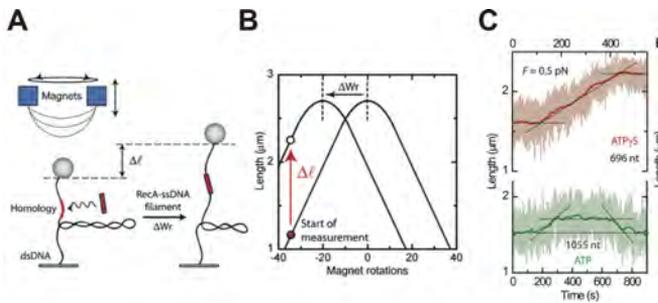 A
Magnets
Δℓ
Homology
RecA-ssDNA
filament
ΔWr
dsDNA
B
3
2
1
Length (μm)
ΔWr
Δℓ
Start of
measurement
-40
-20
0
20
40
Magnet rotations
C
0
200
400
F = 0,5 pN
2
1
Length (μm)
ATPγS
696 nt
2
1
Length (μm)
1055 nt
ATP
0 200 400 600 800
Time (s)